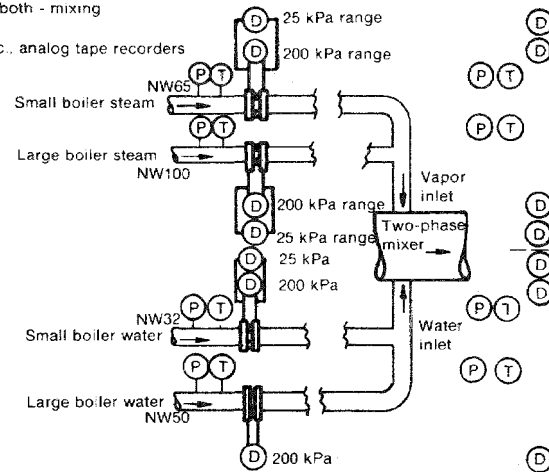 both - mixing
c., analog tape recorders
D 25 kPa range
D 200 kPa range
P T
NW65
Small boiler steam
P T
Large boiler steam
NW100
D 200 kPa range
D 25 kPa range
Vapor
inlet
Two-phase
mixer
D 25 kPa
D 200 kPa
P T
NW32
Small boiler water
Water
inlet
P T
Large boiler water
NW50
D 200 kPa
D
D
P T
P T
D
D
D
D
P T
P T
D